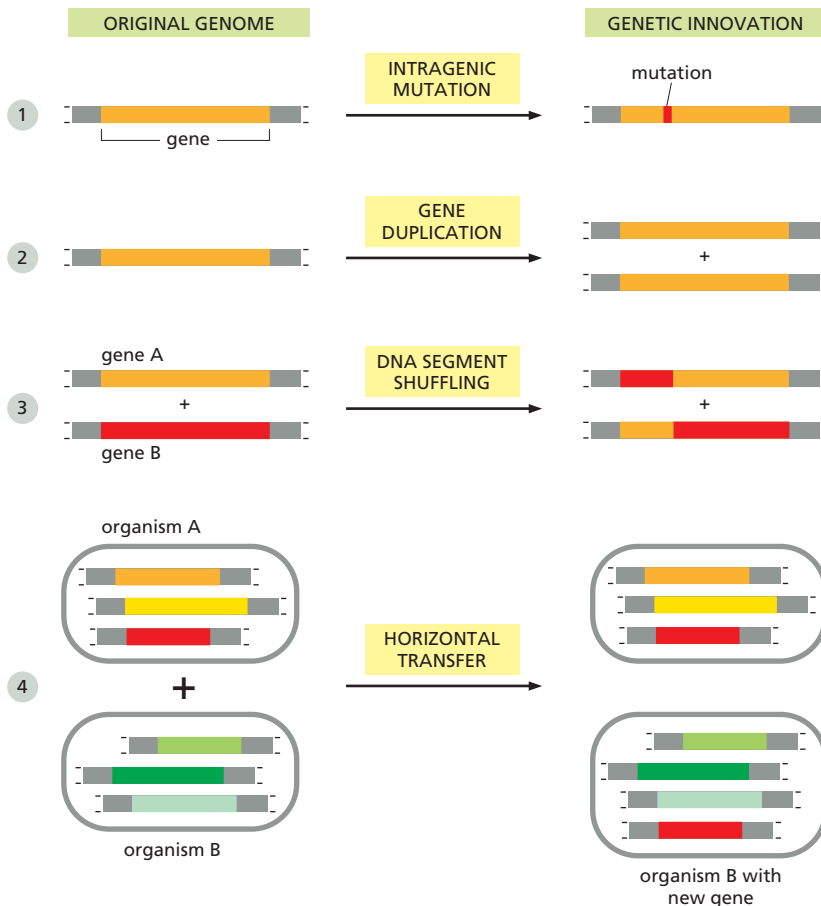 ORIGINAL GENOME
GENETIC INNOVATION
INTRAGENIC
MUTATION
mutation
1
gene
GENE
DUPLICATION
2
+
gene A
DNA SEGMENT
SHUFFLING
3
+
+
gene B
organism A
HORIZONTAL
TRANSFER
4
+
organism B
organism B with
new gene